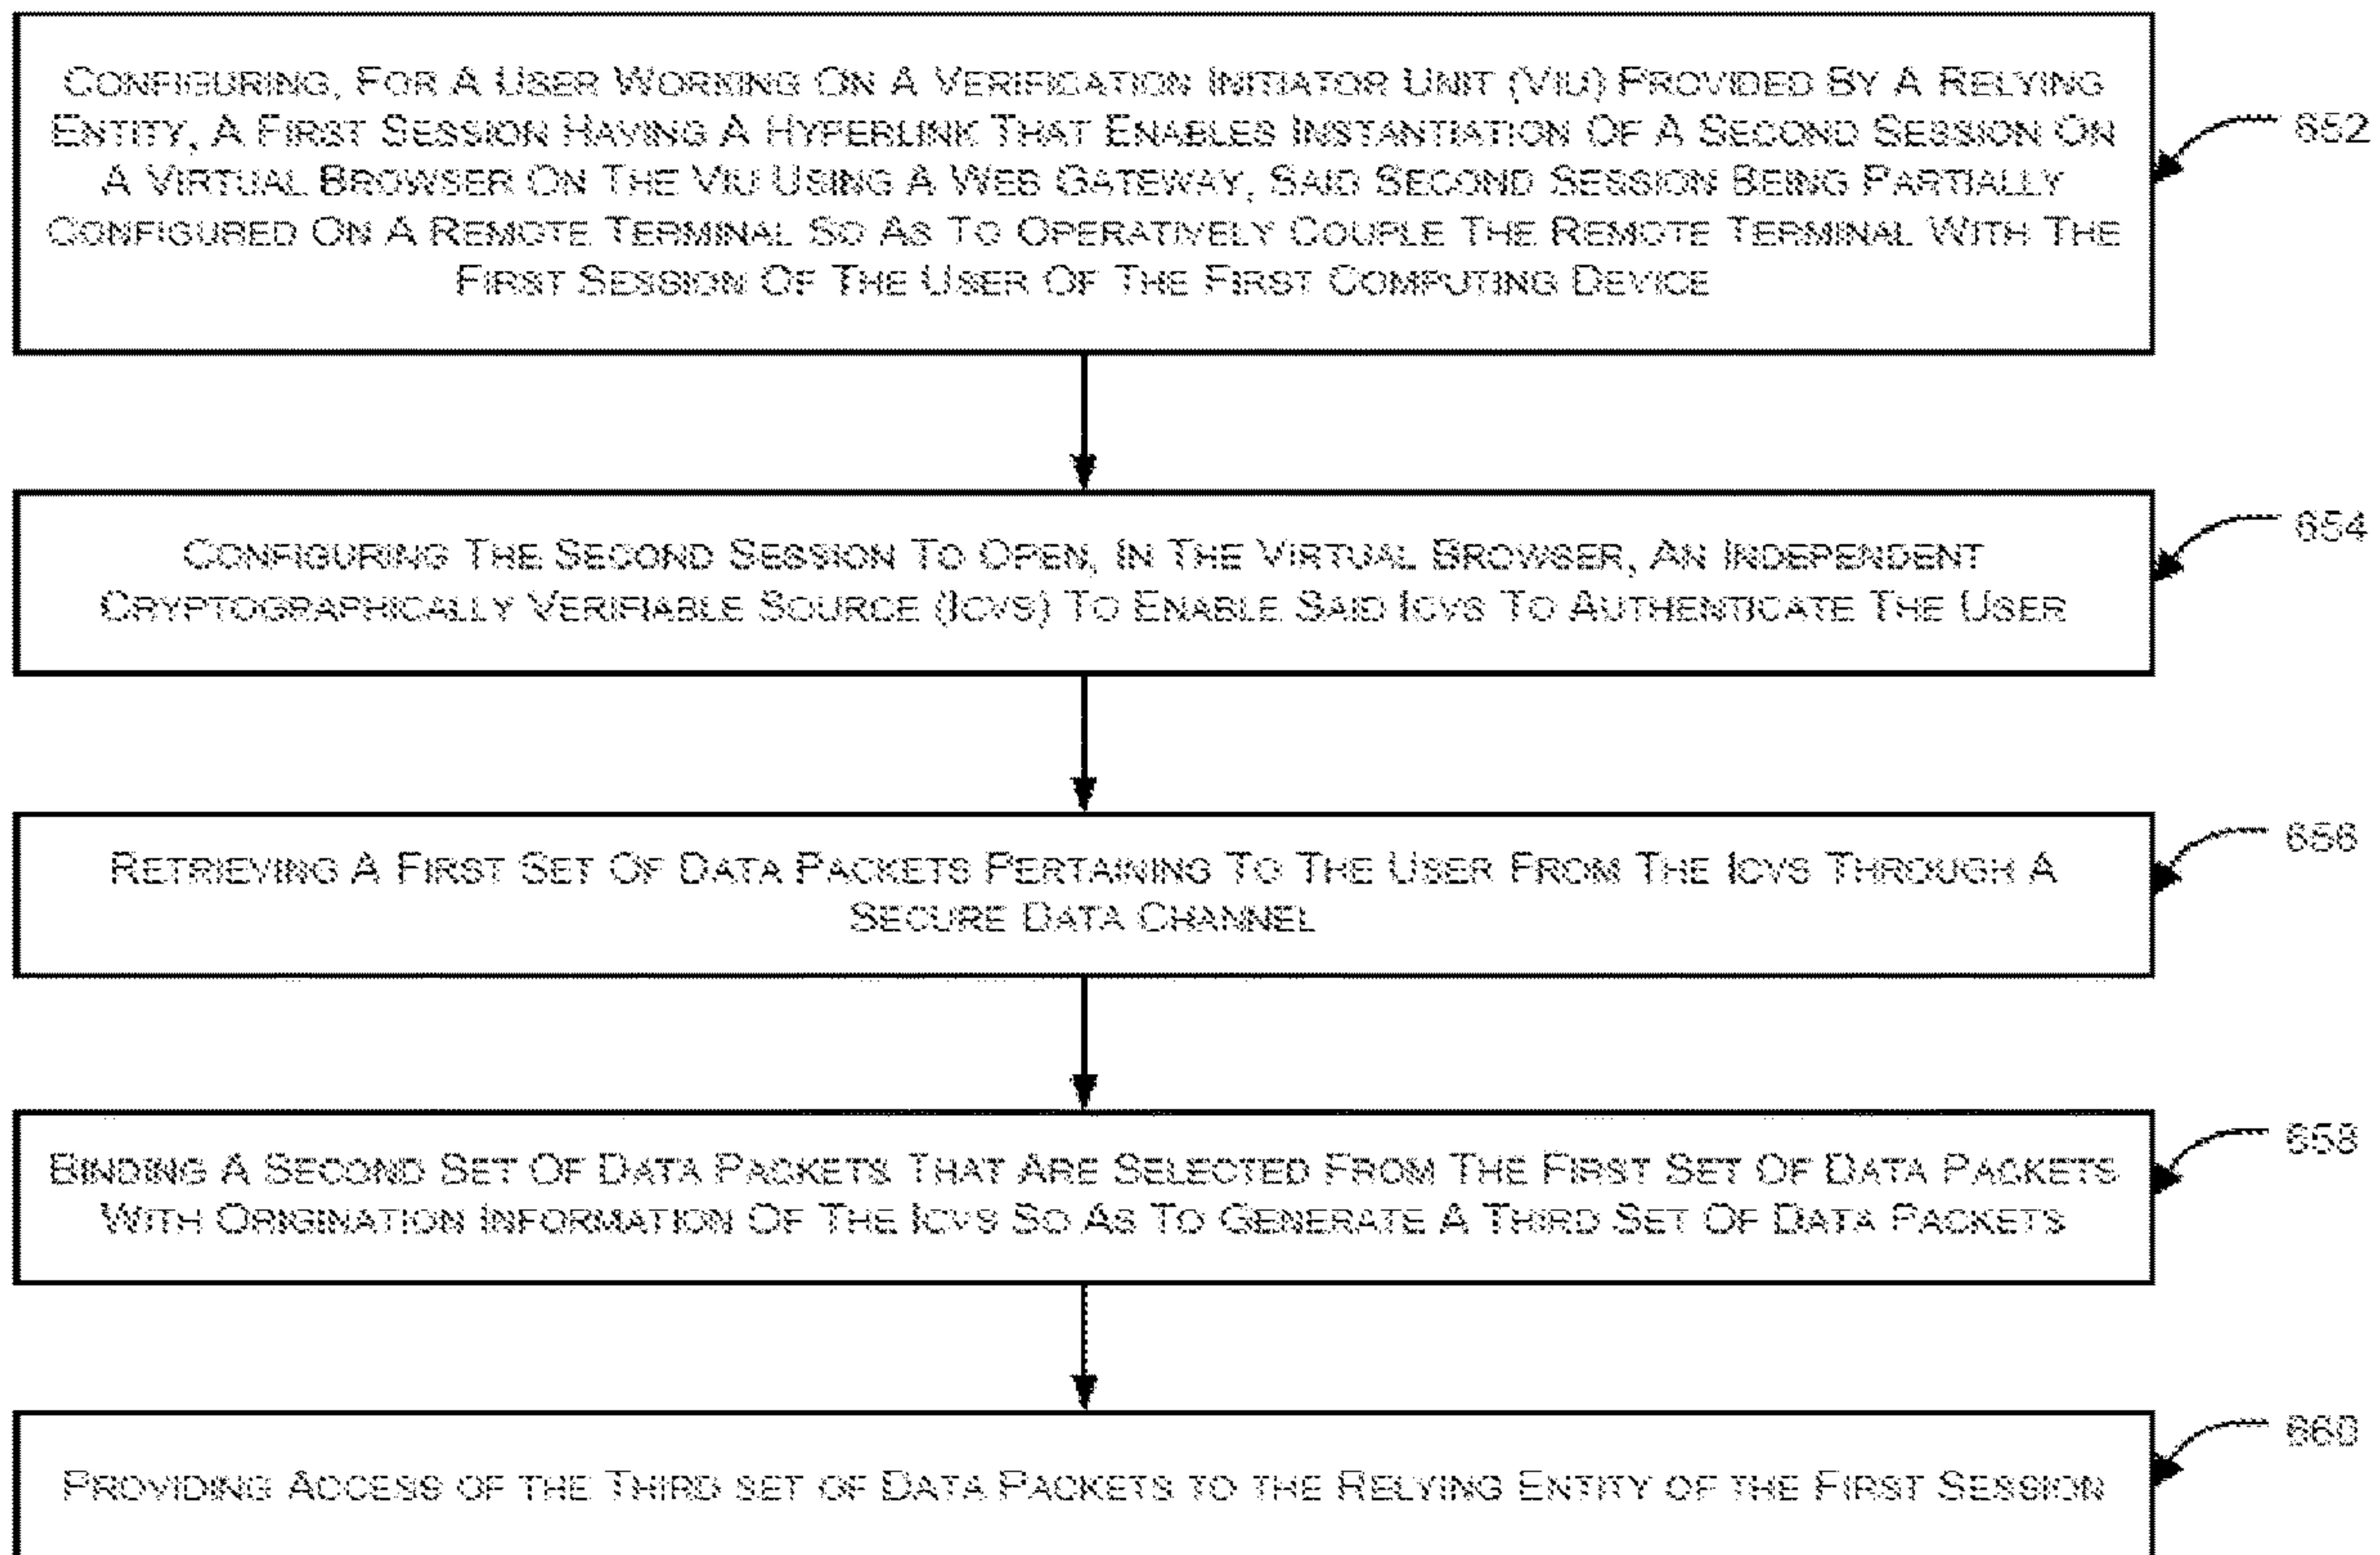 CONFIGURING, FOR A USER WORKING ON A VERIFICATION INITIATOR UNIT (VIU) PROVIDED BY A RELYING
ENTITY, A FIRST SESSION HAVING A HYPERLINK THAT ENABLES INSTANTIATION OF A SECOND SESSION ON
A VIRTUAL BROWSER ON THE VIU USING A WEB GATEWAY, SAID SECOND SESSION BEING PARTIALLY
CONFIGURED ON A REMOTE TERMINAL SO AS TO OPERATIVELY COUPLE THE REMOTE TERMINAL WITH THE
FIRST SESSION OF THE USER OF THE FIRST COMPUTING DEVICE
652
CONFIGURING THE SECOND SESSION TO OPEN, IN THE VIRTUAL BROWSER, AN INDEPENDENT
CRYPTOGRAPHICALLY VERIFIABLE SOURCE (ICVS) TO ENABLE SAID ICVS TO AUTHENTICATE THE USER
654
RETRIEVING A FIRST SET OF DATA PACKETS PERTAINING TO THE USER FROM THE ICVS THROUGH A
SECURE DATA CHANNEL
656
BINDING A SECOND SET OF DATA PACKETS THAT ARE SELECTED FROM THE FIRST SET OF DATA PACKETS
WITH ORIGINATION INFORMATION OF THE ICVS SO AS TO GENERATE A THIRD SET OF DATA PACKETS
658
PROVIDING ACCESS OF THE THIRD SET OF DATA PACKETS TO THE RELYING ENTITY OF THE FIRST SESSION
660